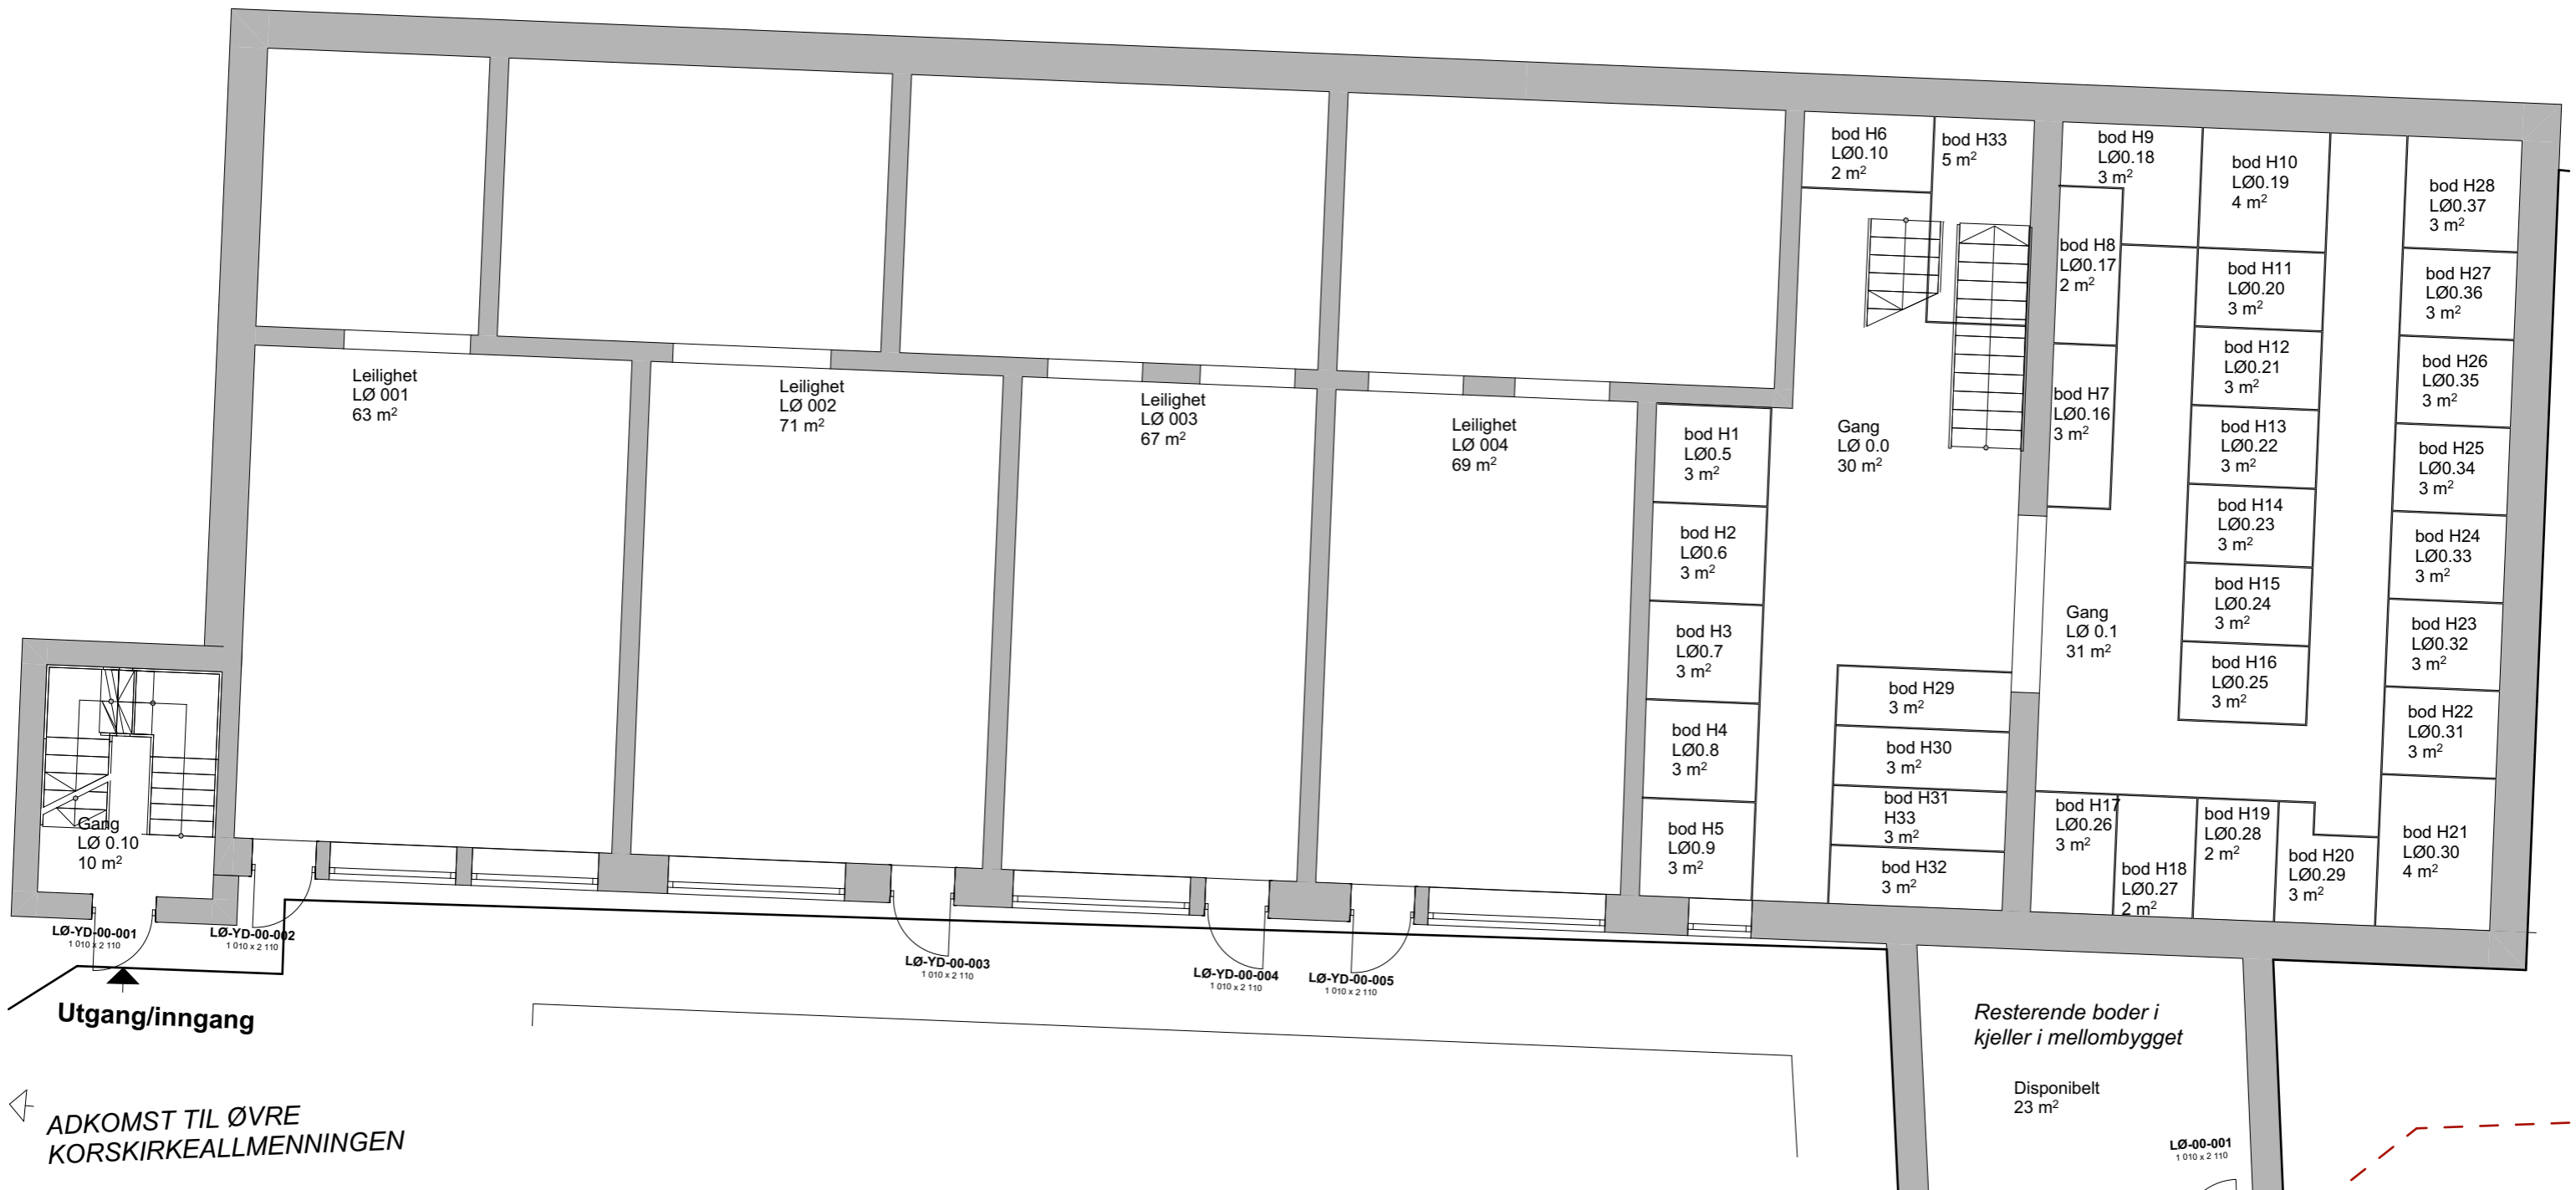 bod H6
LØ0.10
2 m²
bod H33
5 m²
bod H9
LØ0.18
3 m²
bod H10
LØ0.19
4 m²
bod H28
LØ0.37
3 m²
bod H8
LØ0.17
2 m²
bod H11
LØ0.20
3 m²
bod H27
LØ0.36
3 m²
bod H12
LØ0.21
3 m²
bod H26
LØ0.35
3 m²
Leilighet
LØ 001
63 m²
Leilighet
LØ 002
71 m²
Leilighet
LØ 003
67 m²
Leilighet
LØ 004
69 m²
bod H1
LØ0.5
3 m²
Gang
LØ 0.0
30 m²
bod H7
LØ0.16
3 m²
bod H13
LØ0.22
3 m²
bod H25
LØ0.34
3 m²
bod H2
LØ0.6
3 m²
bod H14
LØ0.23
3 m²
bod H24
LØ0.33
3 m²
bod H3
LØ0.7
3 m²
Gang
LØ 0.1
31 m²
bod H15
LØ0.24
3 m²
bod H23
LØ0.32
3 m²
bod H16
LØ0.25
3 m²
bod H29
3 m²
bod H22
LØ0.31
3 m²
bod H4
LØ0.8
3 m²
bod H30
3 m²
bod H31
H33
3 m²
bod H5
LØ0.9
3 m²
bod H32
3 m²
bod H17
LØ0.26
3 m²
bod H18
LØ0.27
2 m²
bod H19
LØ0.28
2 m²
bod H20
LØ0.29
3 m²
bod H21
LØ0.30
4 m²
Gang
LØ 0.10
10 m²
LØ-YD-00-001
1 010 x 2 110
LØ-YD-00-002
1 010 x 2 110
LØ-YD-00-003
1 010 x 2 110
LØ-YD-00-004
1 010 x 2 110
LØ-YD-00-005
1 010 x 2 110
Utgang/inngang
Resterende boder i
kjeller i mellombygget
Disponibelt
23 m²
ADKOMST TIL ØVRE
KORSKIRKEALLMENNINGEN
LØ-00-001
1 010 x 2 110